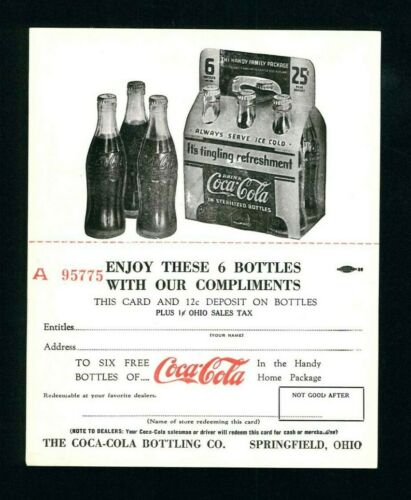 THE HANDY FAMILY PACKAGE
6
25¢
ALWAYS SERVE ICE COLD
It's tingling refreshment
DRINK
Coca-Cola
IN STERILIZED BOTTLES
A 95775
ENJOY THESE 6 BOTTLES
WITH OUR COMPLIMENTS
THIS CARD AND 12c DEPOSIT ON BOTTLES
PLUS 1¢ OHIO SALES TAX
Entitles
(YOUR NAME)
Address
TO SIX FREE Coca-Cola In the Handy
BOTTLES OF.... Home Package
Redeemable at your favorite dealers.
NOT GOOD AFTER
(Name of store redeeming this card)
(NOTE TO DEALERS: Your Coca-Cola salesman or driver will redeem this card for cash or merchandise)
THE COCA-COLA BOTTLING CO. SPRINGFIELD, OHIO